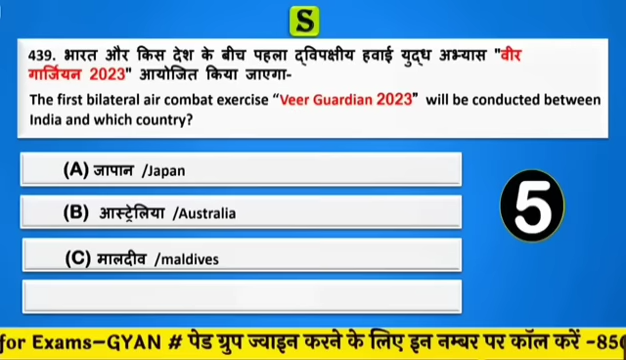 S
439. भारत और किस देश के बीच पहला द्विपक्षीय हवाई युद्ध अभ्यास "वीर
गार्जियन 2023" आयोजित किया जाएगा-
The first bilateral air combat exercise “Veer Guardian 2023” will be conducted between
India and which country?
(A) जापान /Japan
(B) आस्ट्रेलिया /Australia
5
(C) मालदीव /maldives
for Exams–GYAN # पेड ग्रुप ज्वाइन करने के लिए इन नम्बर पर कॉल करें -850